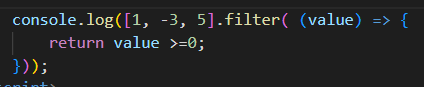 console.log([1, -3, 5].filter( (value) => {
    return value >=0;
}));